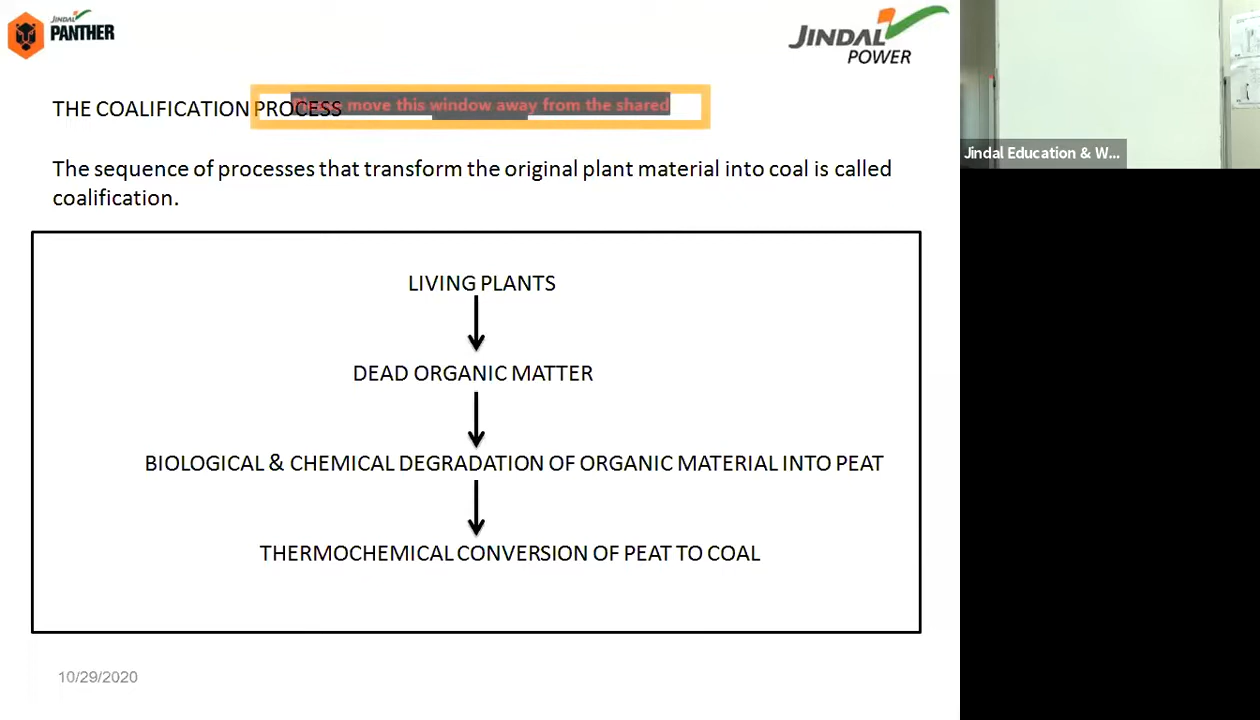 JINDAL
PANTHER
JINDAL
POWER
THE COALIFICATION PROCESS
move this window away from the shared
The sequence of processes that transform the original plant material into coal is called
coalification.
LIVING PLANTS
DEAD ORGANIC MATTER
BIOLOGICAL & CHEMICAL DEGRADATION OF ORGANIC MATERIAL INTO PEAT
THERMOCHEMICAL CONVERSION OF PEAT TO COAL
10/29/2020
Jindal Education & W...